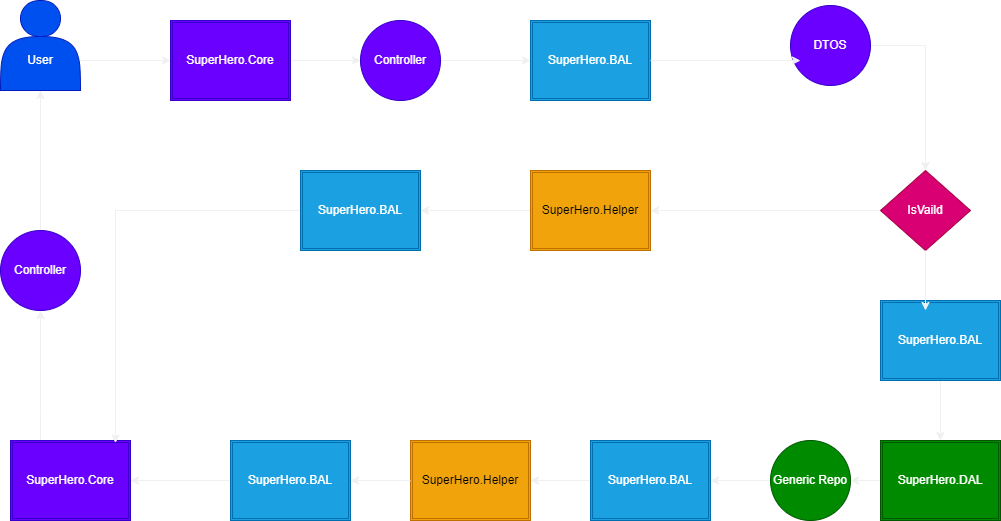 User
SuperHero.Core
Controller
SuperHero.BAL
DTOS
SuperHero.BAL
SuperHero.Helper
IsVaild
Controller
SuperHero.BAL
SuperHero.Core
SuperHero.BAL
SuperHero.Helper
SuperHero.BAL
Generic Repo
SuperHero.DAL